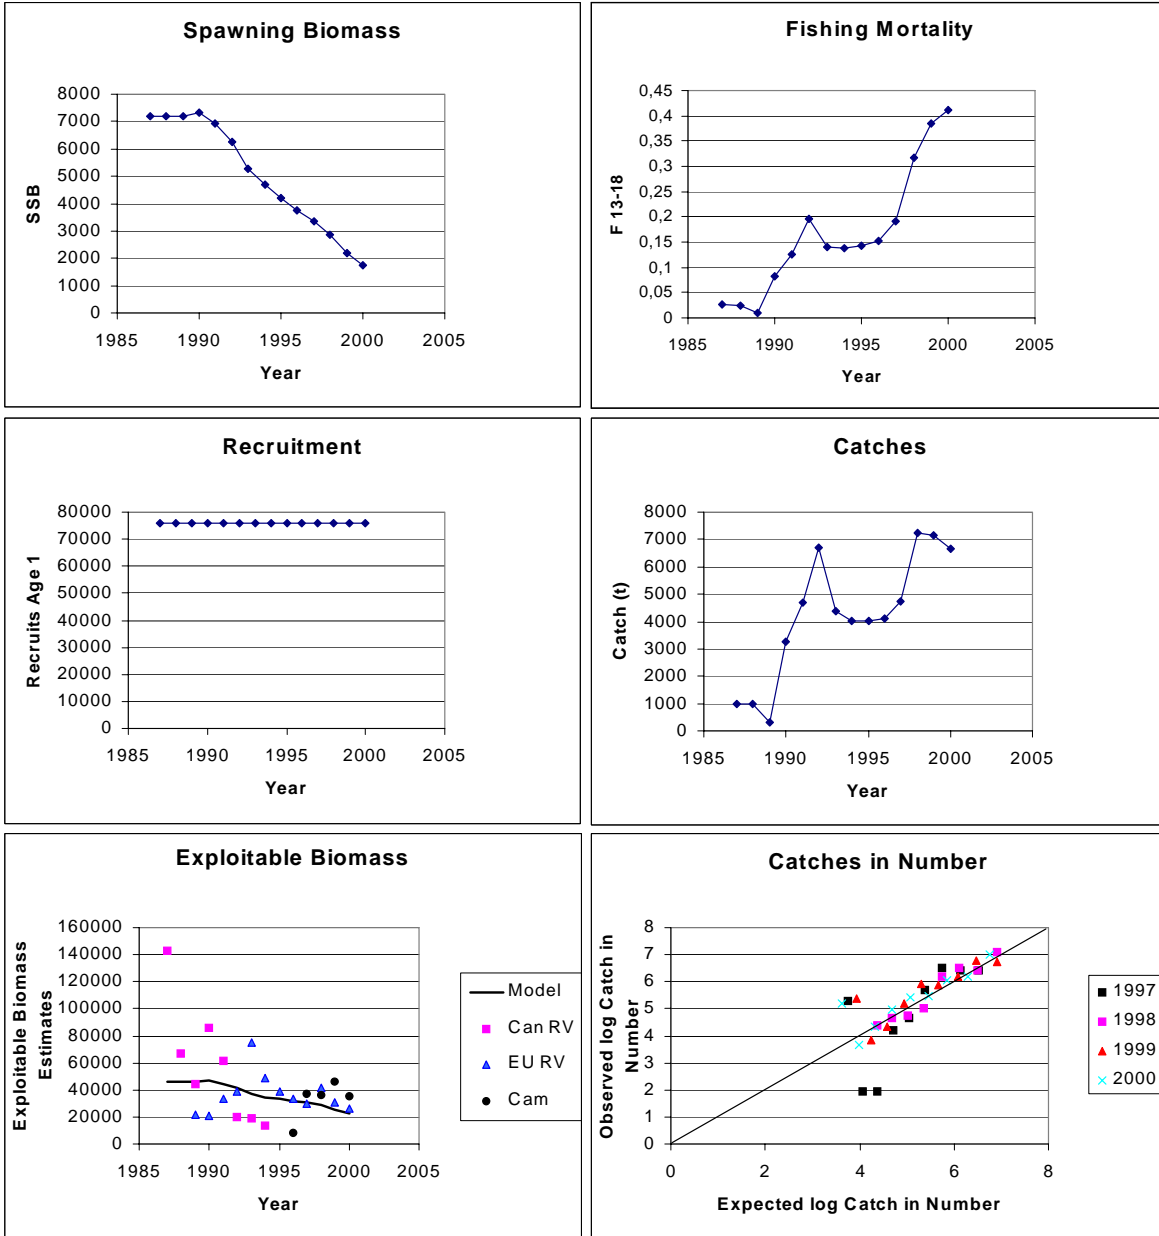 Spawning Biomass
8000
7000
6000
5000
4000
3000
2000
1000
0
SSB
1985 1990 1995 2000 2005
Year
Fishing Mortality
0,45
0,4
0,35
0,3
0,25
0,2
0,15
0,1
0,05
0
F 13-18
1985 1990 1995 2000 2005
Year
Recruitment
80000
70000
60000
50000
40000
30000
20000
10000
0
Recruits Age 1
1985 1990 1995 2000 2005
Year
Catches
8000
7000
6000
5000
4000
3000
2000
1000
0
Catch (t)
1985 1990 1995 2000 2005
Year
Exploitable Biomass
160000
140000
120000
100000
80000
60000
40000
20000
0
Exploitable Biomass
Estimates
1985 1990 1995 2000 2005
Year
Model
Can RV
EU RV
Cam
Catches in Number
8
7
6
5
4
3
2
1
0
Observed log Catch in
Number
0 2 4 6 8
Expected log Catch in Number
1997
1998
1999
2000